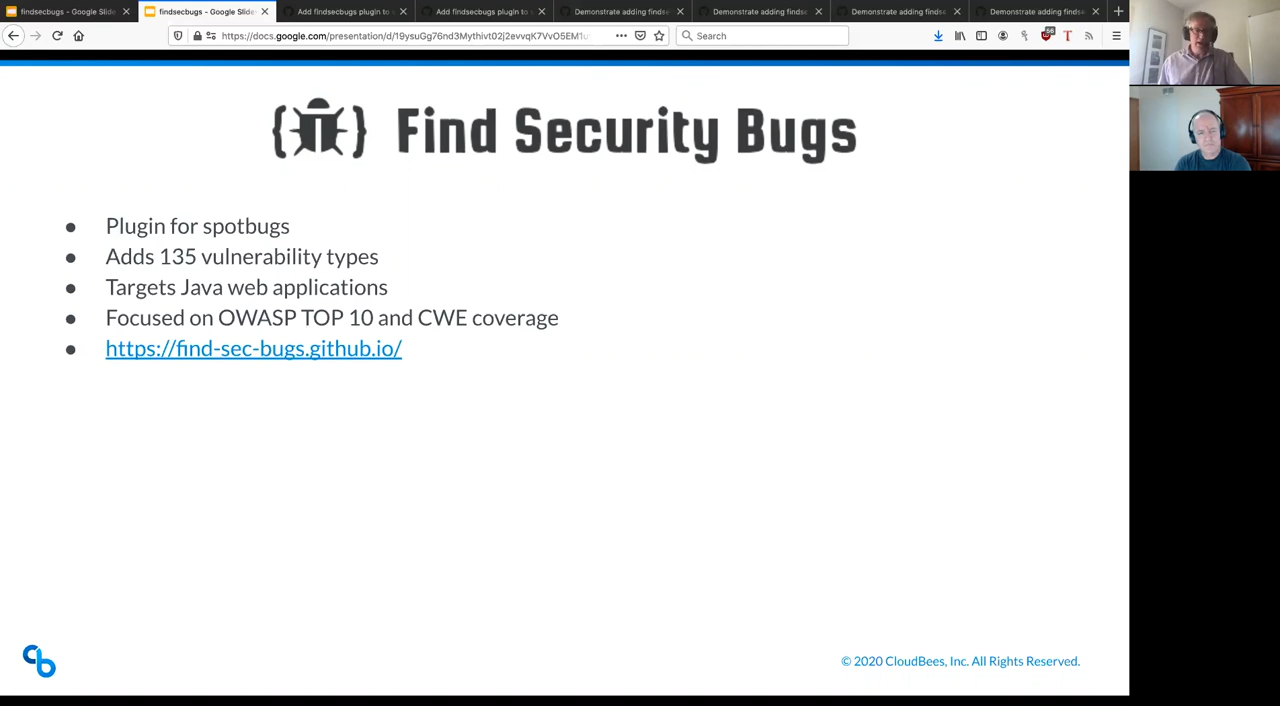 findsecbugs - Google Slide
findsecbugs - Google Slide
Add findsecbugs plugin to
Add findsecbugs plugin to
Demonstrate adding findse
Demonstrate adding findse
Demonstrate adding findse
Demonstrate adding findse
Search
Find Security Bugs
● Plugin for spotbugs
● Adds 135 vulnerability types
● Targets Java web applications
● Focused on OWASP TOP 10 and CWE coverage
● https://find-sec-bugs.github.io/
© 2020 CloudBees, Inc. All Rights Reserved.